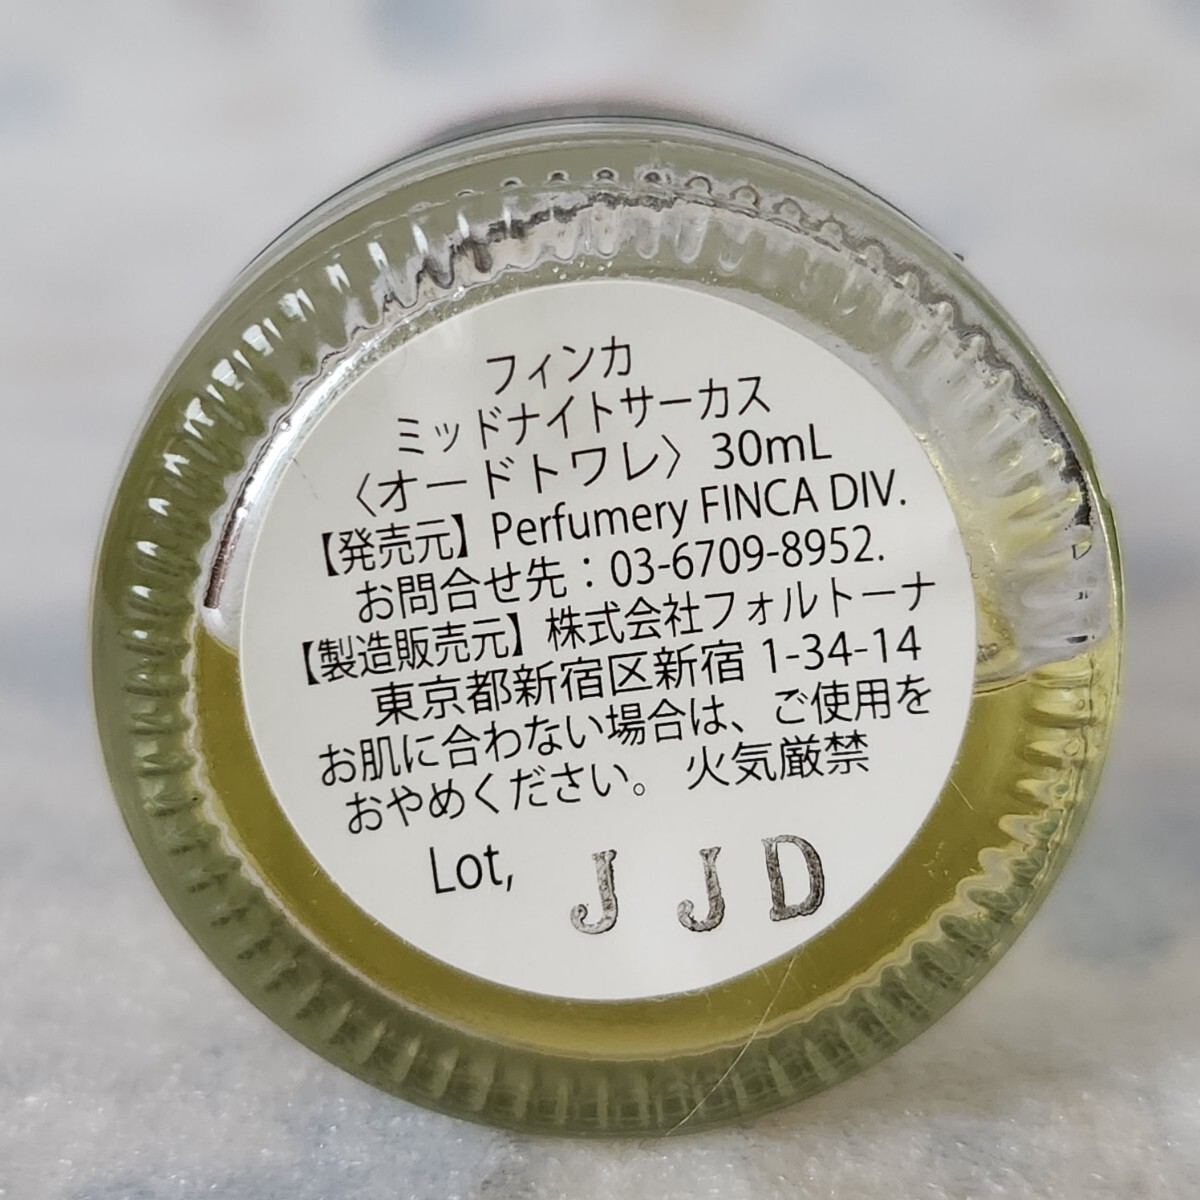 フィンカ
ミッドナイトサーカス
〈オードトワレ〉 30mL
【発売元】Perfumery FINCA DIV.
お問合せ先：03-6709-8952.
【製造販売元】株式会社フォルトーナ
東京都新宿区新宿 1-34-14
お肌に合わない場合は、ご使用を
おやめください。 火気厳禁
Lot, J J D